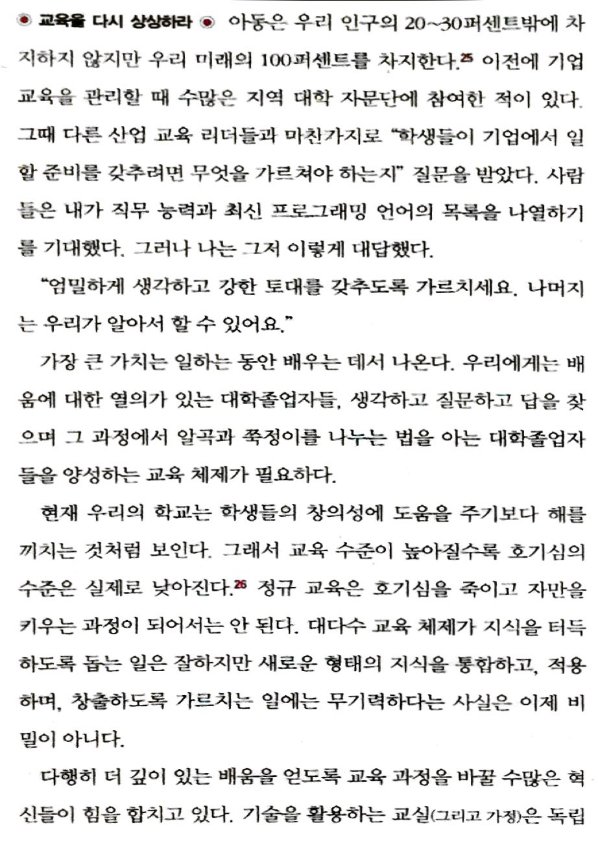 ◉ 교육을 다시 상상하라 ◉ 아동은 우리 인구의 20~30퍼센트밖에 차
지하지 않지만 우리 미래의 100퍼센트를 차지한다.25 이전에 기업
교육을 관리할 때 수많은 지역 대학 자문단에 참여한 적이 있다.
그때 다른 산업 교육 리더들과 마찬가지로 “학생들이 기업에서 일
할 준비를 갖추려면 무엇을 가르쳐야 하는지” 질문을 받았다. 사람
들은 내가 직무 능력과 최신 프로그래밍 언어의 목록을 나열하기
를 기대했다. 그러나 나는 그저 이렇게 대답했다.
“엄밀하게 생각하고 강한 토대를 갖추도록 가르치세요. 나머지
는 우리가 알아서 할 수 있어요.”
가장 큰 가치는 일하는 동안 배우는 데서 나온다. 우리에게는 배
움에 대한 열의가 있는 대학졸업자들, 생각하고 질문하고 답을 찾
으며 그 과정에서 알곡과 쭉정이를 나누는 법을 아는 대학졸업자
들을 양성하는 교육 체제가 필요하다.
현재 우리의 학교는 학생들의 창의성에 도움을 주기보다 해를
끼치는 것처럼 보인다. 그래서 교육 수준이 높아질수록 호기심의
수준은 실제로 낮아진다.26 정규 교육은 호기심을 죽이고 자만을
키우는 과정이 되어서는 안 된다. 대다수 교육 체제가 지식을 터득
하도록 돕는 일은 잘하지만 새로운 형태의 지식을 통합하고, 적용
하며, 창출하도록 가르치는 일에는 무기력하다는 사실은 이제 비
밀이 아니다.
다행히 더 깊이 있는 배움을 얻도록 교육 과정을 바꿀 수많은 혁
신들이 힘을 합치고 있다. 기술을 활용하는 교실(그리고 가정)은 독립